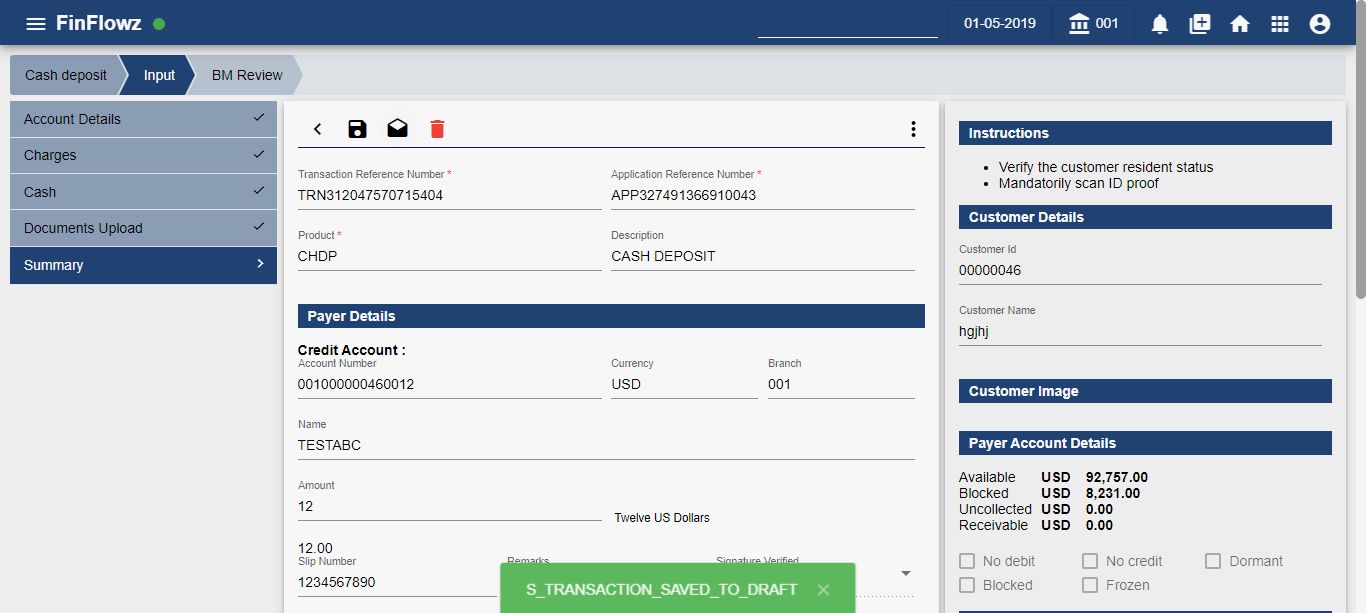 FinFlowz
01-05-2019
001
Cash deposit
Input
BM Review
Account Details
Charges
Cash
Documents Upload
Summary
Transaction Reference Number *
Application Reference Number *
TRN312047570715404
APP327491366910043
Product *
Description
CHDP
CASH DEPOSIT
Payer Details
Credit Account :
Account Number
Currency
Branch
001000000460012
USD
001
Name
TESTABC
Amount
12
Twelve US Dollars
12.00
Slip Number
Remarks
Signature Verified
1234567890
S_TRANSACTION_SAVED_TO_DRAFT
Instructions
Verify the customer resident status
Mandatorily scan ID proof
Customer Details
Customer Id
00000046
Customer Name
hgjhj
Customer Image
Payer Account Details
Available USD 92,757.00
Blocked USD 8,231.00
Uncollected USD 0.00
Receivable USD 0.00
No debit
No credit
Dormant
Blocked
Frozen